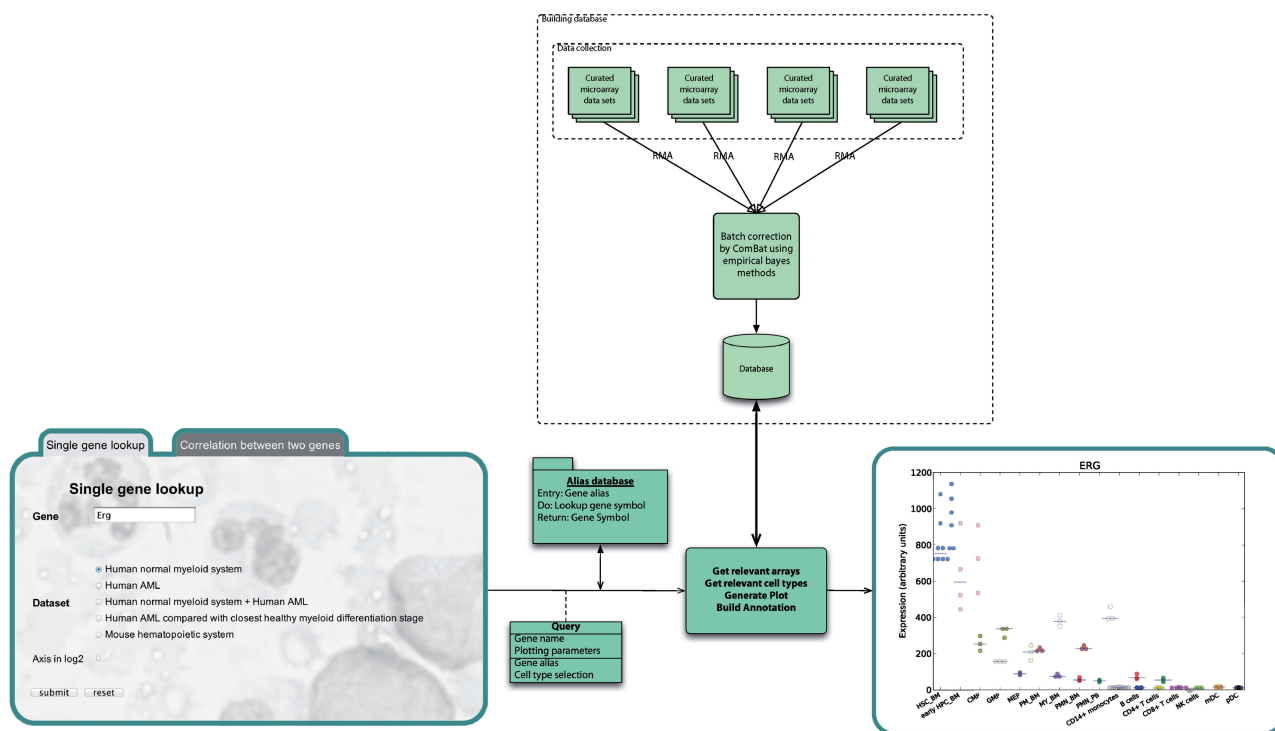 Building database
Data collection
Curated
microarray
data sets
Curated
microarray
data sets
Curated
microarray
data sets
Curated
microarray
data sets
RMA
RMA
RMA
RMA
Batch correction
by ComBat using
empirical bayes
methods
Database
Single gene lookup
Correlation between two genes
Single gene lookup
Gene
Erg
Dataset
Human normal myeloid system
Human AML
Human normal myeloid system + Human AML
Human AML compared with closest healthy myeloid differentiation stage
Mouse hematopoietic system
Axis in log2
submit
reset
Alias database
Entry: Gene alias
Do: Lookup gene symbol
Return: Gene Symbol
Query
Gene name
Plotting parameters
Gene alias
Cell type selection
Get relevant arrays
Get relevant cell types
Generate Plot
Build Annotation
ERG
Expression (arbitrary units)
1200
1000
800
600
400
200
0
HSC_BM
early HPC_BM
CMP
GMP
MEP
PM_BM
MY_BM
PMN_BM
PMN_PB
CD14+ monocytes
B cells
CD4+ T cells
CD8+ T cells
NK cells
mDC
pDC